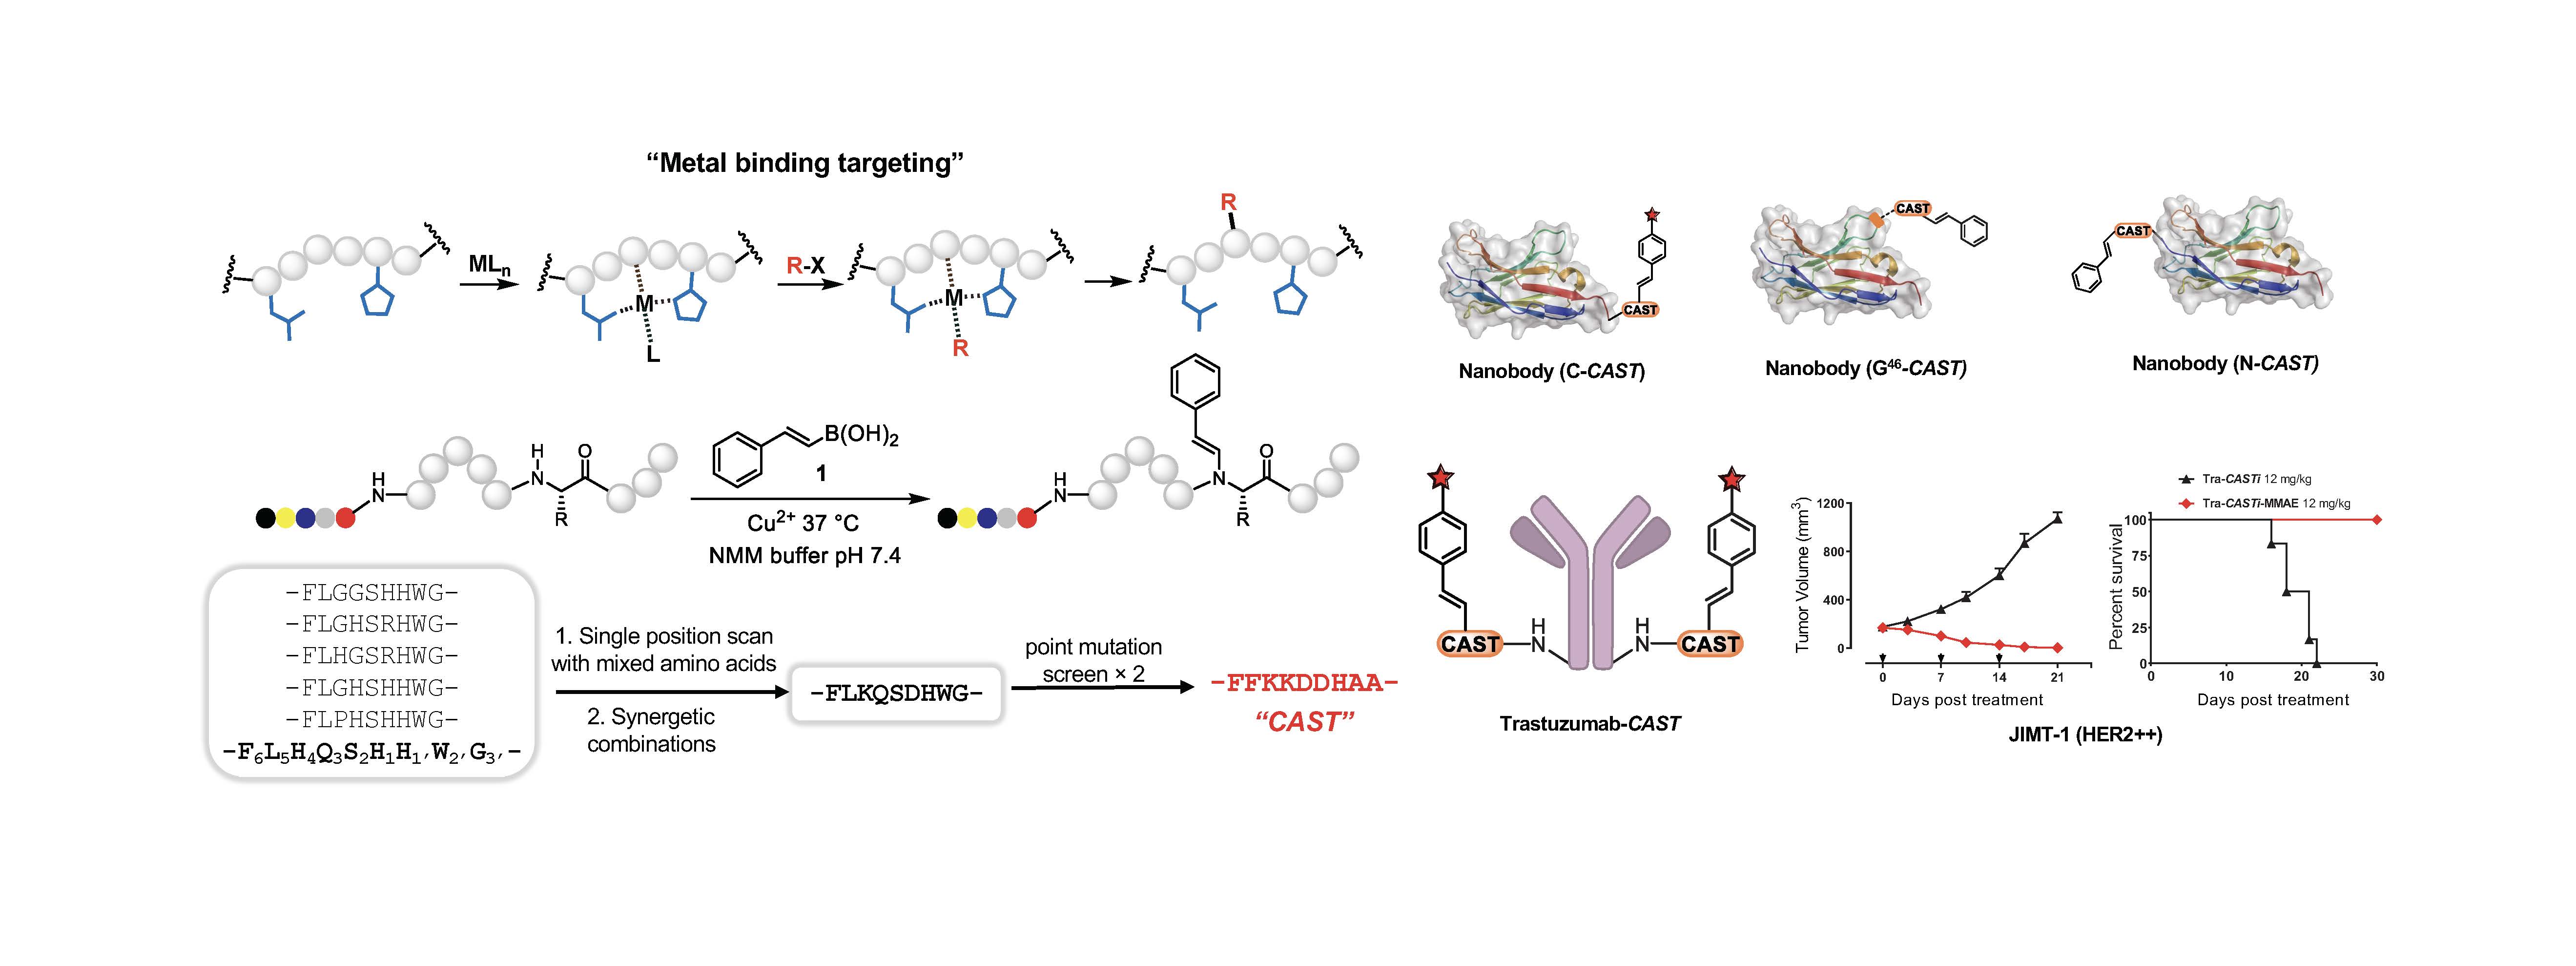 “Metal binding targeting”
MLn
M
L
R-X
M
R
R
H
N
H
N
O
R
B(OH)2
1
Cu2+ 37 °C
NMM buffer pH 7.4
H
N
N
O
R
-FLGGSHHWG-
-FLGHSRHWG-
-FLHGSRHWG-
-FLGHSHHWG-
-FLPHSHHWG-
-F6L5H4Q3S2H1H1′W2′G3′-
1. Single position scan
with mixed amino acids
2. Synergetic
combinations
-FLKQSDHWG-
point mutation
screen × 2
-FFKKDDHAA-
“CAST”
CAST
Nanobody (C-CAST)
CAST
Nanobody (G46-CAST)
CAST
Nanobody (N-CAST)
CAST
H
N
H
N
CAST
Trastuzumab-CAST
Tra-CASTi 12 mg/kg
Tra-CASTi-MMAE 12 mg/kg
Tumor Volume (mm3)
1200
800
400
0
0 7 14 21
Days post treatment
Percent survival
100
75
50
25
0
0 10 20 30
Days post treatment
JIMT-1 (HER2++)